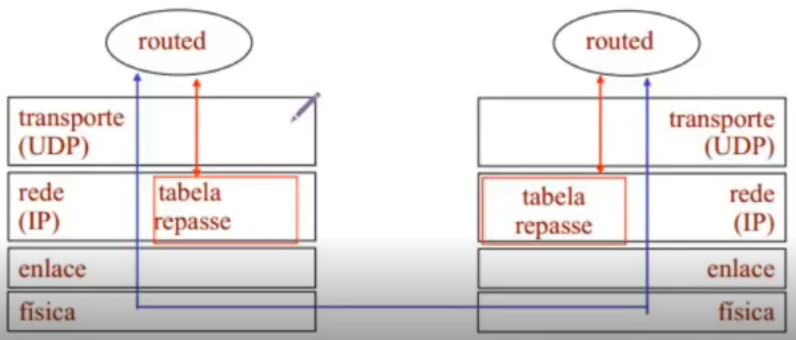 routed
routed
transporte
(UDP)
transporte
(UDP)
rede
(IP)
tabela
repasse
tabela
repasse
rede
(IP)
enlace
enlace
física
física